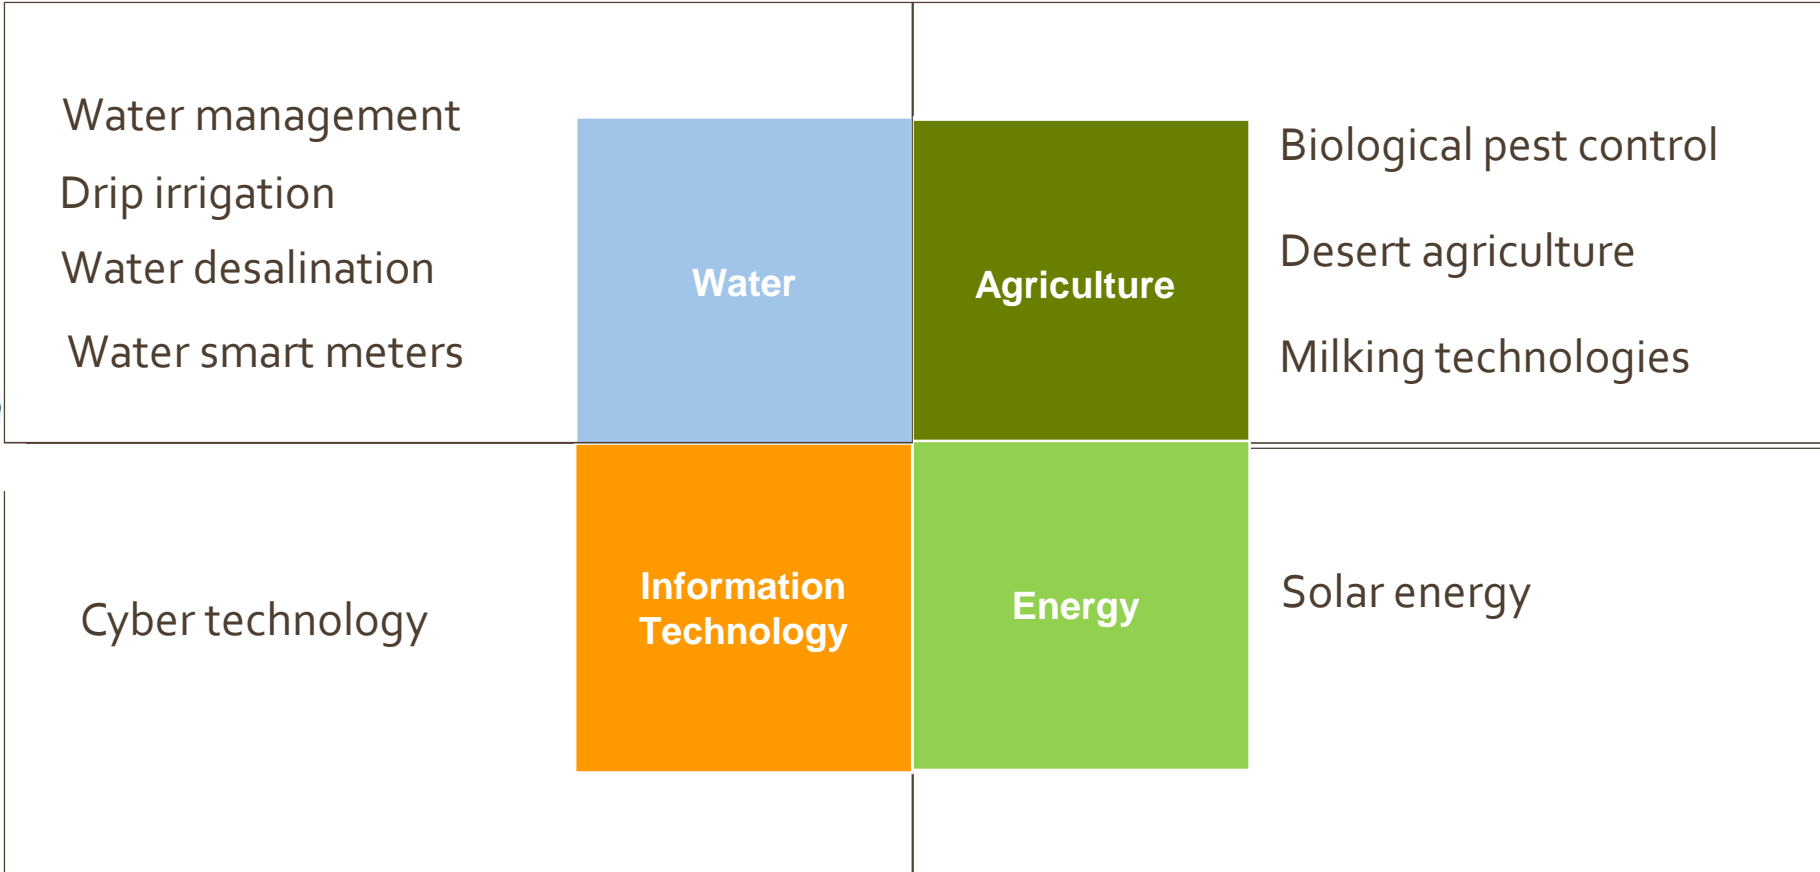 Water management
Drip irrigation
Water desalination
Water smart meters
Water
Agriculture
Biological pest control
Desert agriculture
Milking technologies
Cyber technology
Information
Technology
Energy
Solar energy